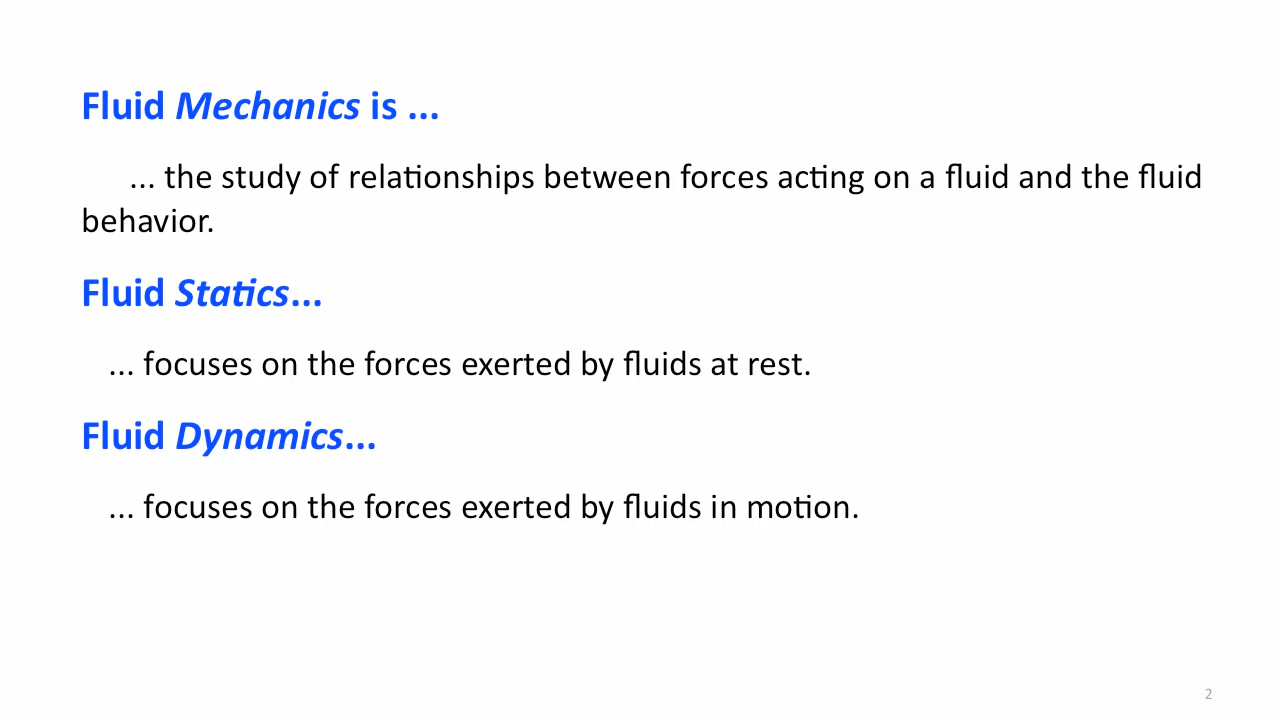 Fluid Mechanics is ...
... the study of relationships between forces acting on a fluid and the fluid
behavior.
Fluid Statics...
... focuses on the forces exerted by fluids at rest.
Fluid Dynamics...
... focuses on the forces exerted by fluids in motion.
2